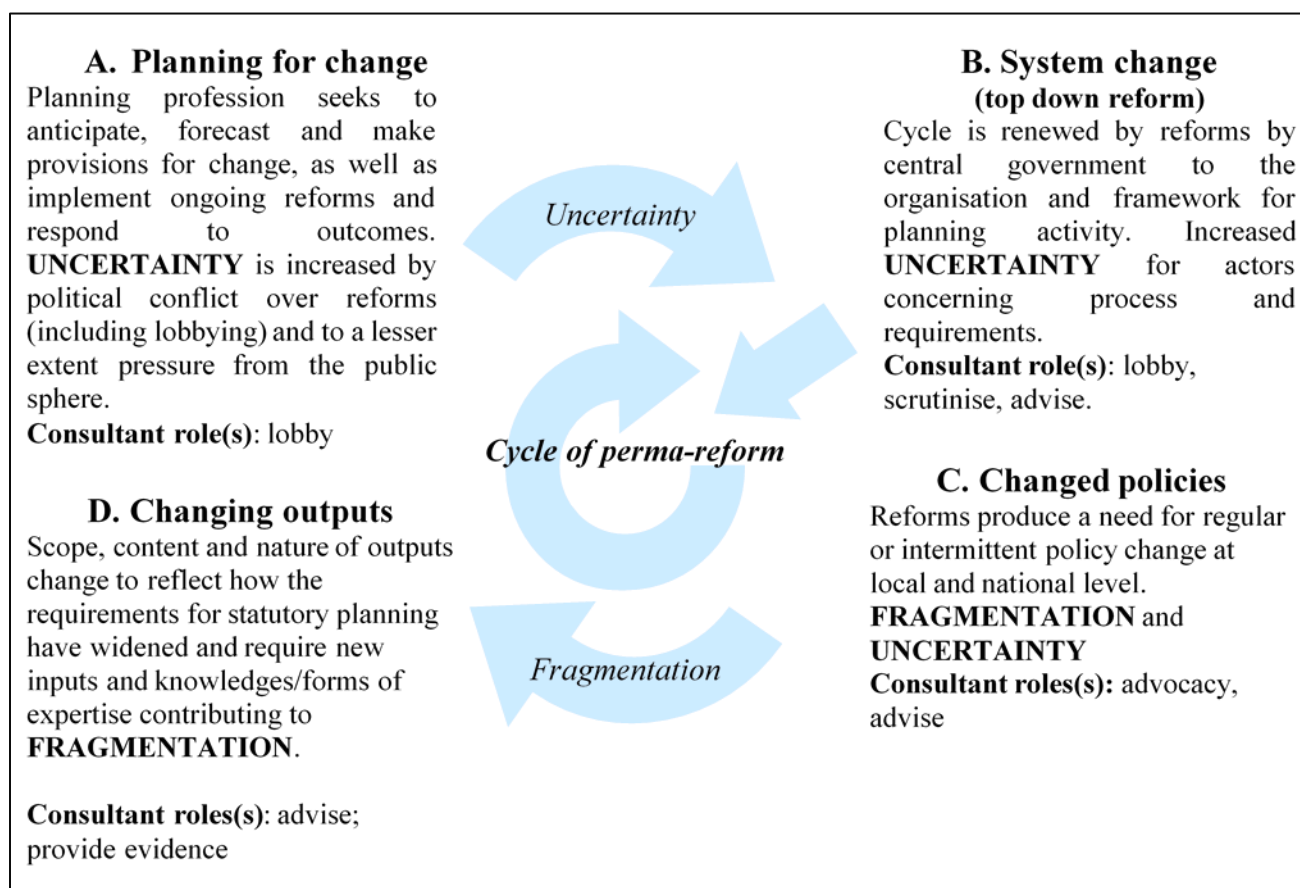 A. Planning for change
Planning profession seeks to
anticipate, forecast and make
provisions for change, as well as
implement ongoing reforms and
respond to outcomes.
UNCERTAINTY is increased by
political conflict over reforms
(including lobbying) and to a lesser
extent pressure from the public
sphere.
Consultant role(s): lobby
Uncertainty
B. System change
(top down reform)
Cycle is renewed by reforms by
central government to the
organisation and framework for
planning activity. Increased
UNCERTAINTY for actors
concerning process and
requirements.
Consultant role(s): lobby,
scrutinise, advise.
Cycle of perma-reform
C. Changed policies
Reforms produce a need for regular
or intermittent policy change at
local and national level.
FRAGMENTATION and
UNCERTAINTY
Consultant roles(s): advocacy,
advise
Fragmentation
D. Changing outputs
Scope, content and nature of outputs
change to reflect how the
requirements for statutory planning
have widened and require new
inputs and knowledges/forms of
expertise contributing to
FRAGMENTATION.
Consultant roles(s): advise;
provide evidence